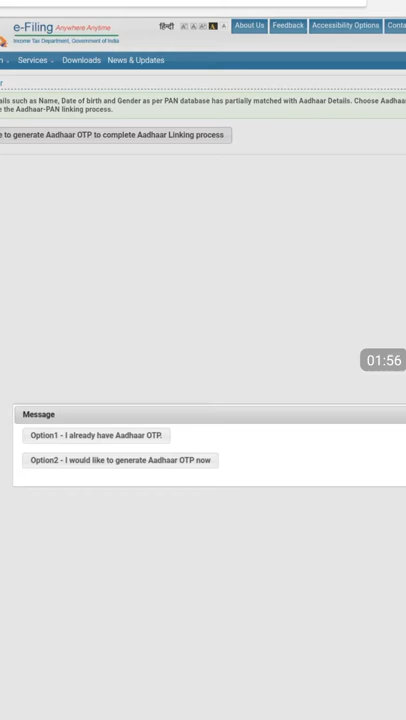 e-Filing Anywhere Anytime
Income Tax Department, Government of India
हिन्दी A- A A+ A A About Us Feedback Accessibility Options
Services Downloads News & Updates
such as Name, Date of birth and Gender as per PAN database has partially matched with Aadhaar Details. Choose
the Aadhaar-PAN linking process.
to generate Aadhaar OTP to complete Aadhaar Linking process
01:56
Message
Option1 - I already have Aadhaar OTP.
Option2 - I would like to generate Aadhaar OTP now